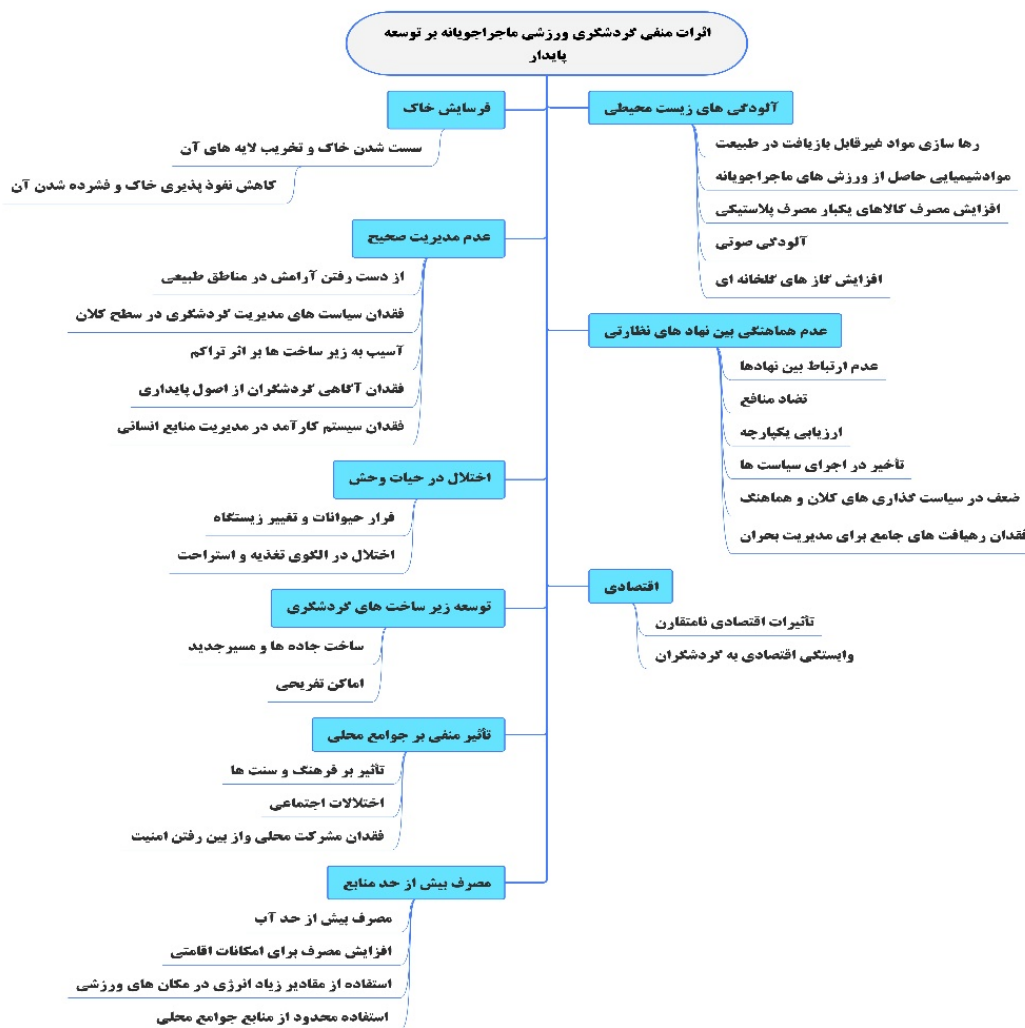 اثرات منفی گردشگری ورزشی ماجراجویانه بر توسعه
پایدار
آلودگی های زیست محیطی
رها سازی مواد غیرقابل بازیافت در طبیعت
موادشیمیایی حاصل از ورزش های ماجراجویانه
افزایش مصرف کالاهای یکبار مصرف پلاستیکی
آلودگی صوتی
افزایش گاز های گلخانه ای
عدم هماهنگی بین نهاد های نظارتی
عدم ارتباط بین نهادها
تضاد منافع
ارزیابی یکپارچه
تأخیر در اجرای سیاست ها
ضعف در سیاست گذاری های کلان و هماهنگ
فقدان رهیافت های جامع برای مدیریت بحران
اقتصادی
تأثیرات اقتصادی نامتقارن
وابستگی اقتصادی به گردشگران
فرسایش خاک
سست شدن خاک و تخریب لایه های آن
کاهش نفوذ پذیری خاک و فشرده شدن آن
عدم مدیریت صحیح
از دست رفتن آرامش در مناطق طبیعی
فقدان سیاست های مدیریت گردشگری در سطح کلان
آسیب به زیر ساخت ها بر اثر تراکم
فقدان آگاهی گردشگران از اصول پایداری
فقدان سیستم کارآمد در مدیریت منابع انسانی
اختلال در حیات وحش
فرار حیوانات و تغییر زیستگاه
اختلال در الگوی تغذیه و استراحت
توسعه زیر ساخت های گردشگری
ساخت جاده ها و مسیرجدید
اماکن تفریحی
تأثیر منفی بر جوامع محلی
تأثیر بر فرهنگ و سنت ها
اختلالات اجتماعی
فقدان مشرکت محلی واز بین رفتن امنیت
مصرف بیش از حد منابع
مصرف بیش از حد آب
افزایش مصرف برای امکانات اقامتی
استفاده از مقادیر زیاد انرژی در مکان های ورزشی
استفاده محدود از منابع جوامع محلی